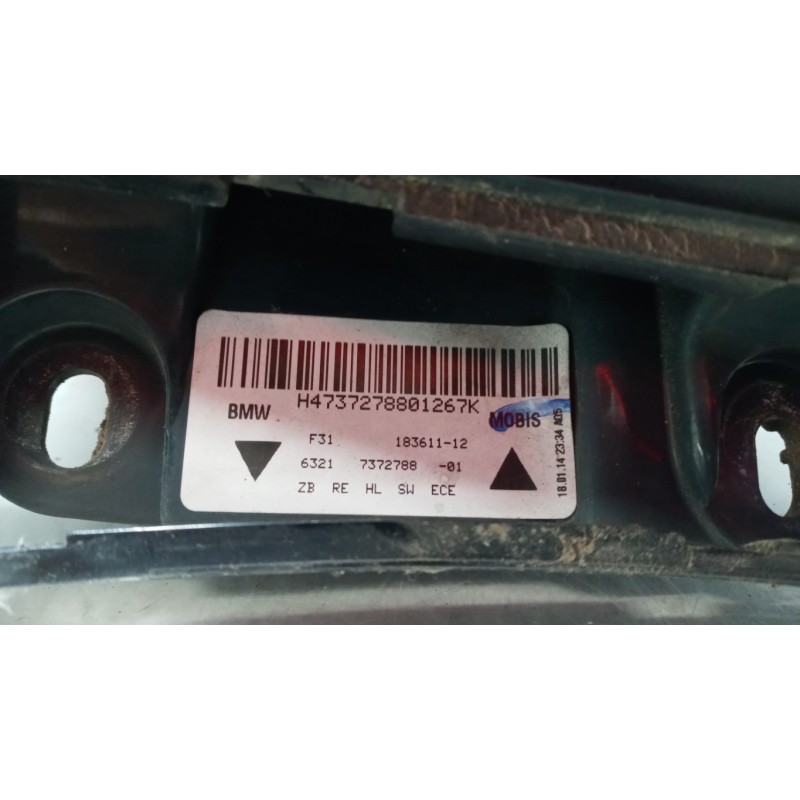 H4737278801267K
BMW MOBIS
F31 183611-12
6321 7372788 -01
ZB RE HL SW ECE
18.01.14 23:34 A05